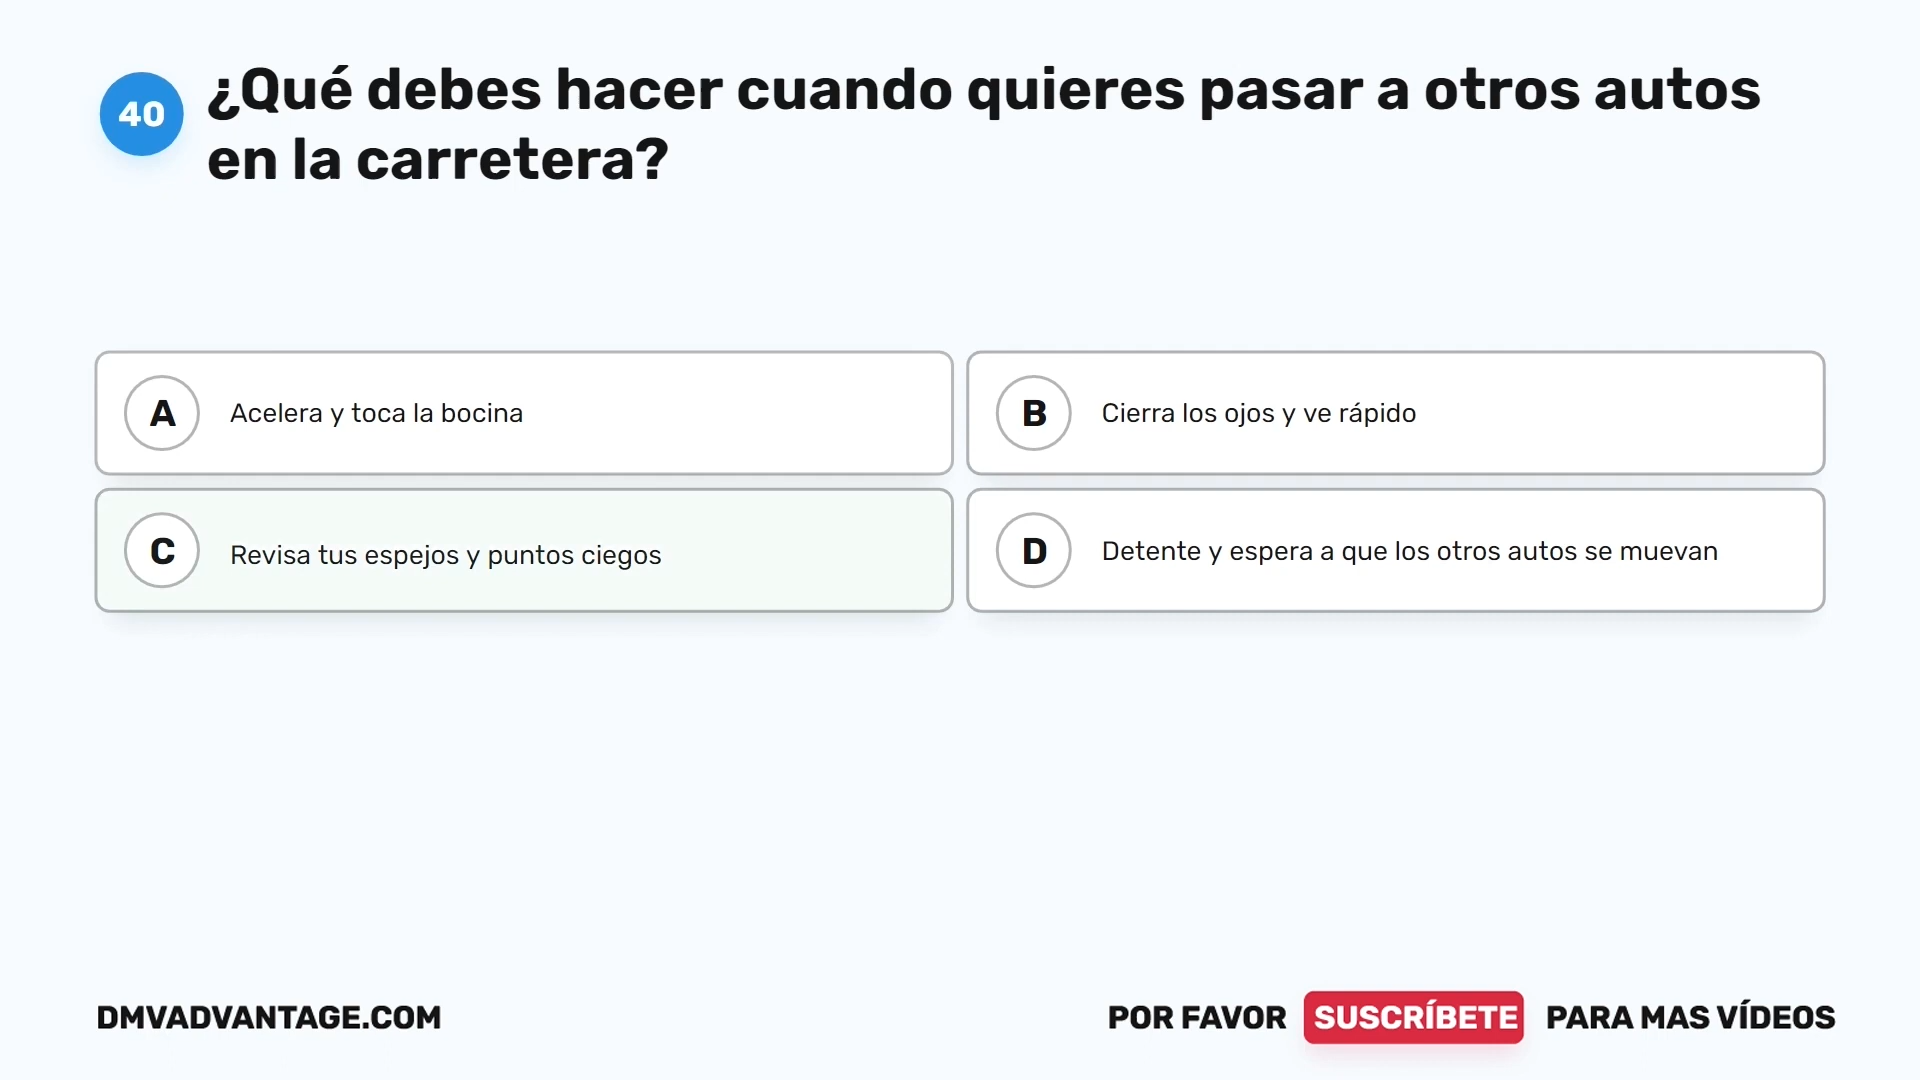 40
¿Qué debes hacer cuando quieres pasar a otros autos
en la carretera?
A
Acelera y toca la bocina
B
Cierra los ojos y ve rápido
C
Revisa tus espejos y puntos ciegos
D
Detente y espera a que los otros autos se muevan
DMVADVANTAGE.COM
POR FAVOR SUSCRÍBETE PARA MAS VÍDEOS